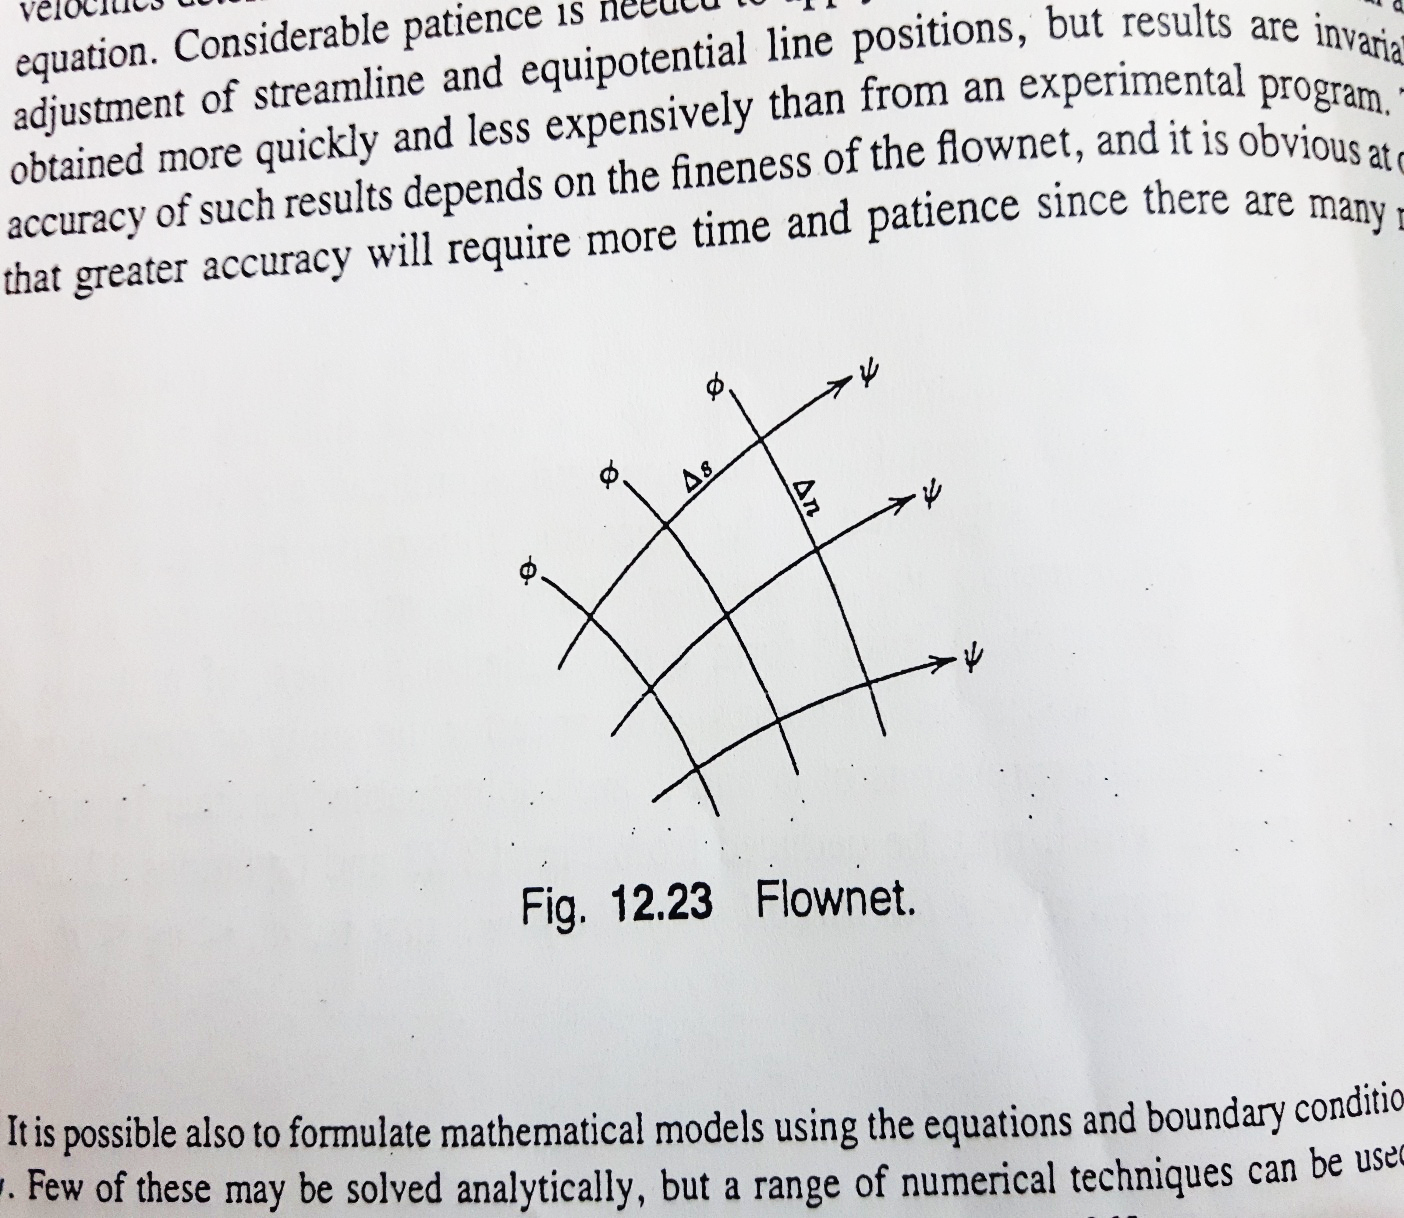 equation. Considerable patience is needed to
adjustment of streamline and equipotential line positions, but results are
obtained more quickly and less expensively than from an experimental program.
accuracy of such results depends on the fineness of the flownet, and it is obvious at
that greater accuracy will require more time and patience since there are many
ϕ ψ
Δs
ϕ
Δn
ψ
ϕ
ψ
Fig. 12.23 Flownet.
It is possible also to formulate mathematical models using the equations and boundary
. Few of these may be solved analytically, but a range of numerical techniques can be used